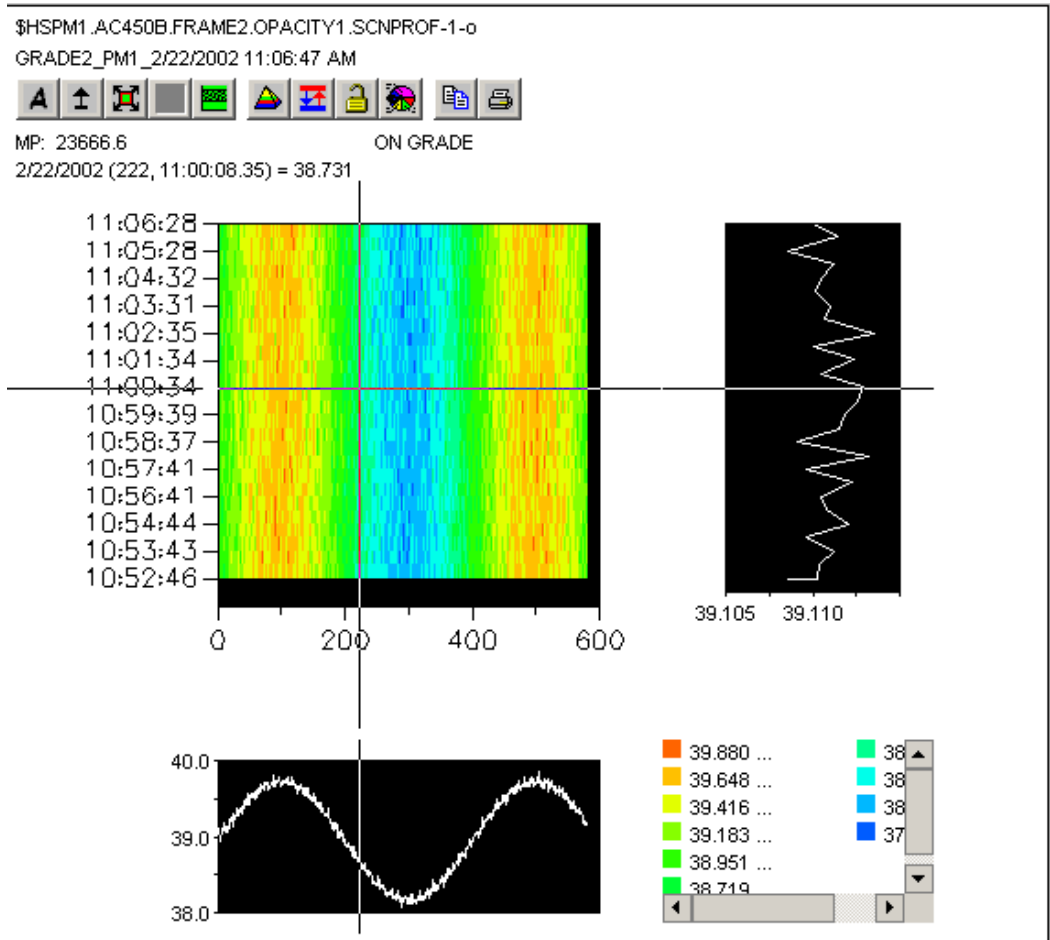 $HSPM1.AC450B.FRAME2.OPACITY1.SCNPROF-1-o
GRADE2_PM1_2/22/2002 11:06:47 AM
A
MP: 23666.6 ON GRADE
2/22/2002 (222, 11:00:08.35) = 38.731
11:06:28
11:05:28
11:04:32
11:03:31
11:02:35
11:01:34
11:00:34
10:59:39
10:58:37
10:57:41
10:56:41
10:54:44
10:53:43
10:52:46
0 200 400 600
39.105 39.110
40.0
39.0
38.0
39.880 ... 38
39.648 ... 38
39.416 ... 38
39.183 ... 37
38.951 ...
38.719